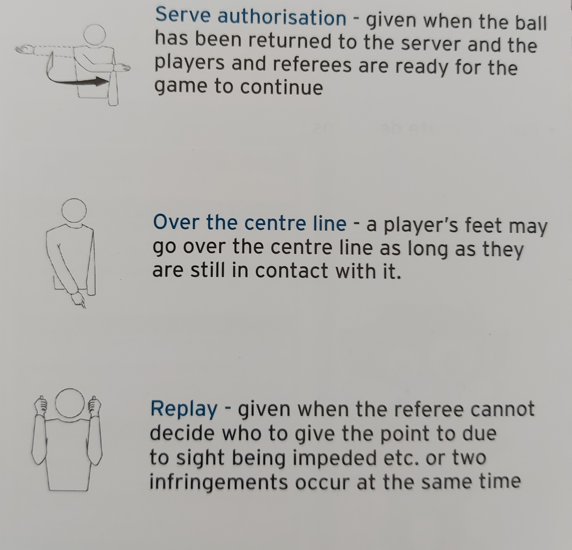 Serve authorisation - given when the ball
has been returned to the server and the
players and referees are ready for the
game to continue
Over the centre line - a player's feet may
go over the centre line as long as they
are still in contact with it.
Replay - given when the referee cannot
decide who to give the point to due
to sight being impeded etc. or two
infringements occur at the same time